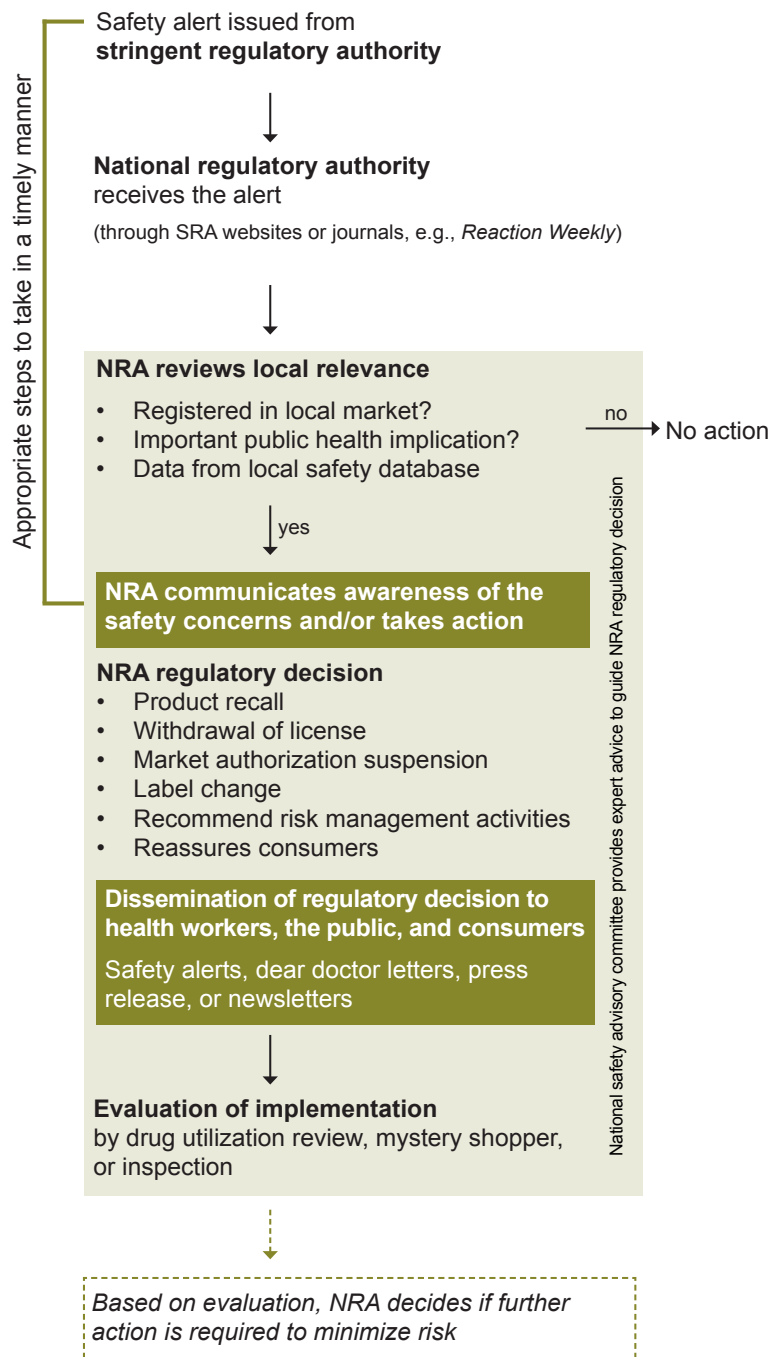 Safety alert issued from
stringent regulatory authority
Appropriate steps to take in a timely manner
National regulatory authority
receives the alert
(through SRA websites or journals, e.g., Reaction Weekly)
NRA reviews local relevance
• Registered in local market?
• Important public health implication?
• Data from local safety database
no
No action
yes
National safety advisory committee provides expert advice to guide NRA regulatory decision
NRA communicates awareness of the
safety concerns and/or takes action
NRA regulatory decision
• Product recall
• Withdrawal of license
• Market authorization suspension
• Label change
• Recommend risk management activities
• Reassures consumers
Dissemination of regulatory decision to
health workers, the public, and consumers
Safety alerts, dear doctor letters, press
release, or newsletters
Evaluation of implementation
by drug utilization review, mystery shopper,
or inspection
Based on evaluation, NRA decides if further
action is required to minimize risk